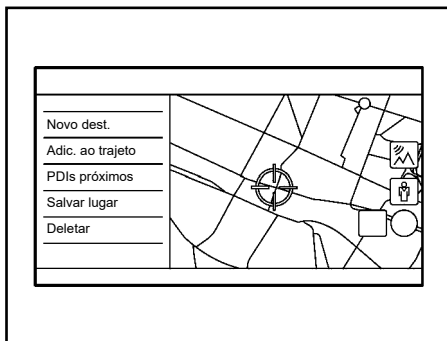 Novo dest.
Adic. ao trajeto
PDIs próximos
Salvar lugar
Deletar